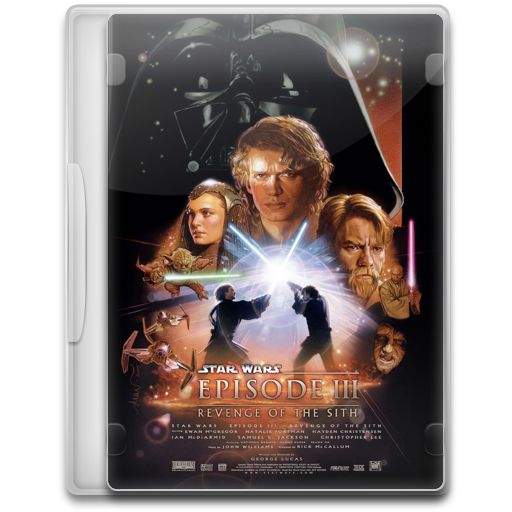 STAR WARS
EPISODE III
REVENGE OF THE SITH
STAR WARS EPISODE III REVENGE OF THE SITH
EWAN McGREGOR NATALIE PORTMAN HAYDEN CHRISTENSEN
IAN McDIARMID SAMUEL L. JACKSON CHRISTOPHER LEE
JOHN WILLIAMS RICK McCALLUM
GEORGE LUCAS